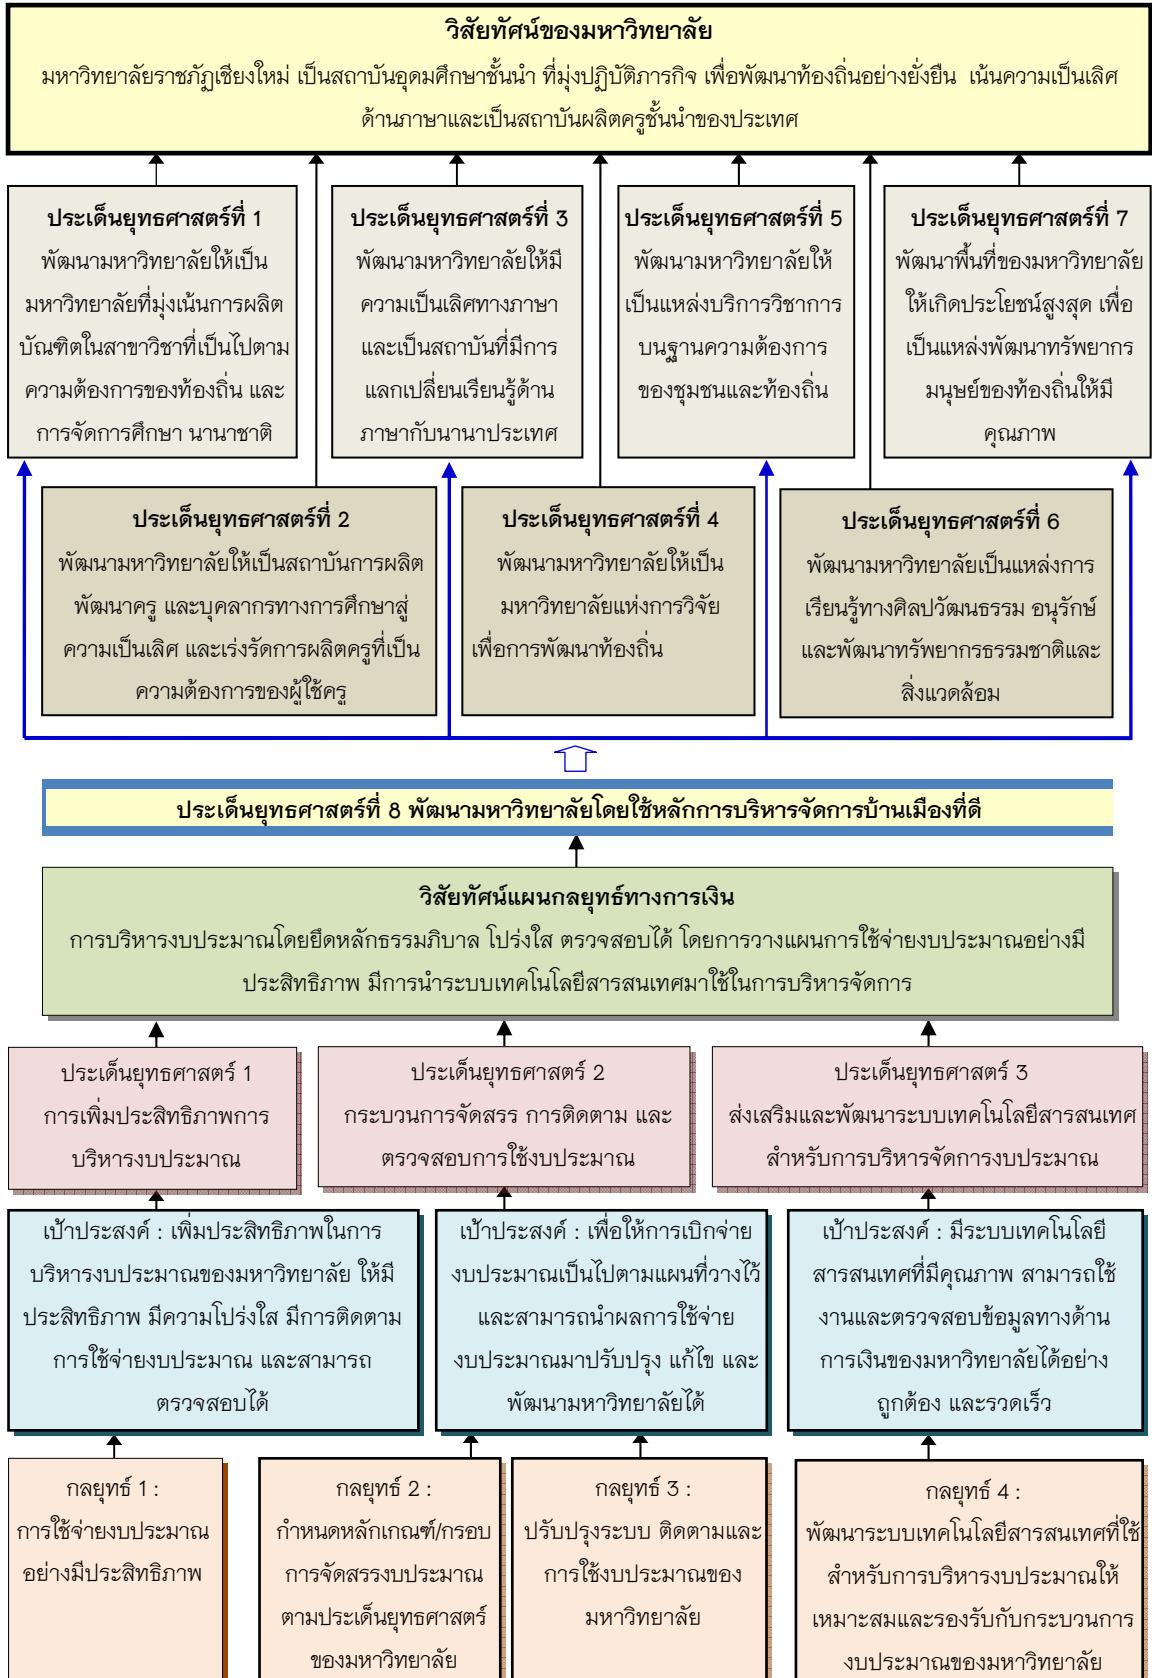 วิสัยทัศน์ของมหาวิทยาลัย
มหาวิทยาลัยราชภัฏเชียงใหม่ เป็นสถาบันอุดมศึกษาชั้นนำ ที่มุ่งปฏิบัติภารกิจ เพื่อพัฒนาท้องถิ่นอย่างยั่งยืน เน้นความเป็นเลิศ
ด้านภาษาและเป็นสถาบันผลิตครูชั้นนำของประเทศ
ประเด็นยุทธศาสตร์ที่ 1
พัฒนามหาวิทยาลัยให้เป็น
มหาวิทยาลัยที่มุ่งเน้นการผลิต
บัณฑิตในสาขาวิชาที่เป็นไปตาม
ความต้องการของท้องถิ่น และ
การจัดการศึกษา นานาชาติ
ประเด็นยุทธศาสตร์ที่ 3
พัฒนามหาวิทยาลัยให้มี
ความเป็นเลิศทางภาษา
และเป็นสถาบันที่มีการ
แลกเปลี่ยนเรียนรู้ด้าน
ภาษากับนานาประเทศ
ประเด็นยุทธศาสตร์ที่ 5
พัฒนามหาวิทยาลัยให้
เป็นแหล่งบริการวิชาการ
บนฐานความต้องการ
ของชุมชนและท้องถิ่น
ประเด็นยุทธศาสตร์ที่ 7
พัฒนาพื้นที่ของมหาวิทยาลัย
ให้เกิดประโยชน์สูงสุด เพื่อ
เป็นแหล่งพัฒนาทรัพยากร
มนุษย์ของท้องถิ่นให้มี
คุณภาพ
ประเด็นยุทธศาสตร์ที่ 2
พัฒนามหาวิทยาลัยให้เป็นสถาบันการผลิต
พัฒนาครู และบุคลากรทางการศึกษาสู่
ความเป็นเลิศ และเร่งรัดการผลิตครูที่เป็น
ความต้องการของผู้ใช้ครู
ประเด็นยุทธศาสตร์ที่ 4
พัฒนามหาวิทยาลัยให้เป็น
มหาวิทยาลัยแห่งการวิจัย
เพื่อการพัฒนาท้องถิ่น
ประเด็นยุทธศาสตร์ที่ 6
พัฒนามหาวิทยาลัยเป็นแหล่งการ
เรียนรู้ทางศิลปวัฒนธรรม อนุรักษ์
และพัฒนาทรัพยากรธรรมชาติและ
สิ่งแวดล้อม
ประเด็นยุทธศาสตร์ที่ 8 พัฒนามหาวิทยาลัยโดยใช้หลักการบริหารจัดการบ้านเมืองที่ดี
วิสัยทัศน์แผนกลยุทธ์ทางการเงิน
การบริหารงบประมาณโดยยึดหลักธรรมภิบาล โปร่งใส ตรวจสอบได้ โดยการวางแผนการใช้จ่ายงบประมาณอย่างมี
ประสิทธิภาพ มีการนำระบบเทคโนโลยีสารสนเทศมาใช้ในการบริหารจัดการ
ประเด็นยุทธศาสตร์ 1
การเพิ่มประสิทธิภาพการ
บริหารงบประมาณ
ประเด็นยุทธศาสตร์ 2
กระบวนการจัดสรร การติดตาม และ
ตรวจสอบการใช้งบประมาณ
ประเด็นยุทธศาสตร์ 3
ส่งเสริมและพัฒนาระบบเทคโนโลยีสารสนเทศ
สำหรับการบริหารจัดการงบประมาณ
เป้าประสงค์ : เพิ่มประสิทธิภาพในการ
บริหารงบประมาณของมหาวิทยาลัย ให้มี
ประสิทธิภาพ มีความโปร่งใส มีการติดตาม
การใช้จ่ายงบประมาณ และสามารถ
ตรวจสอบได้
เป้าประสงค์ : เพื่อให้การเบิกจ่าย
งบประมาณเป็นไปตามแผนที่วางไว้
และสามารถนำผลการใช้จ่าย
งบประมาณมาปรับปรุง แก้ไข และ
พัฒนามหาวิทยาลัยได้
เป้าประสงค์ : มีระบบเทคโนโลยี
สารสนเทศที่มีคุณภาพ สามารถใช้
งานและตรวจสอบข้อมูลทางด้าน
การเงินของมหาวิทยาลัยได้อย่าง
ถูกต้อง และรวดเร็ว
กลยุทธ์ 1 :
การใช้จ่ายงบประมาณ
อย่างมีประสิทธิภาพ
กลยุทธ์ 2 :
กำหนดหลักเกณฑ์/กรอบ
การจัดสรรงบประมาณ
ตามประเด็นยุทธศาสตร์
ของมหาวิทยาลัย
กลยุทธ์ 3 :
ปรับปรุงระบบ ติดตามและ
การใช้งบประมาณของ
มหาวิทยาลัย
กลยุทธ์ 4 :
พัฒนาระบบเทคโนโลยีสารสนเทศที่ใช้
สำหรับการบริหารงบประมาณให้
เหมาะสมและรองรับกับกระบวนการ
งบประมาณของมหาวิทยาลัย